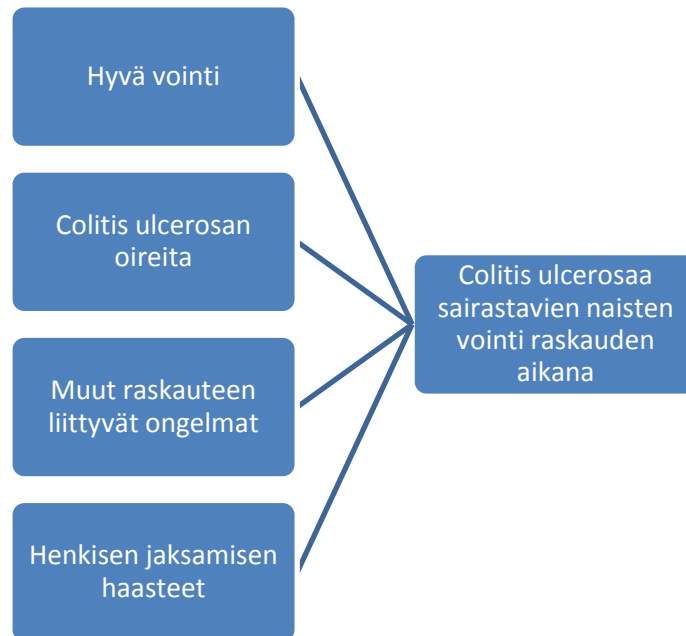 Hyvä vointi
Colitis ulcerosan
oireita
Muut raskauteen
liittyvät ongelmat
Henkisen jaksamisen
haasteet
Colitis ulcerosaa
sairastavien naisten
vointi raskauden
aikana